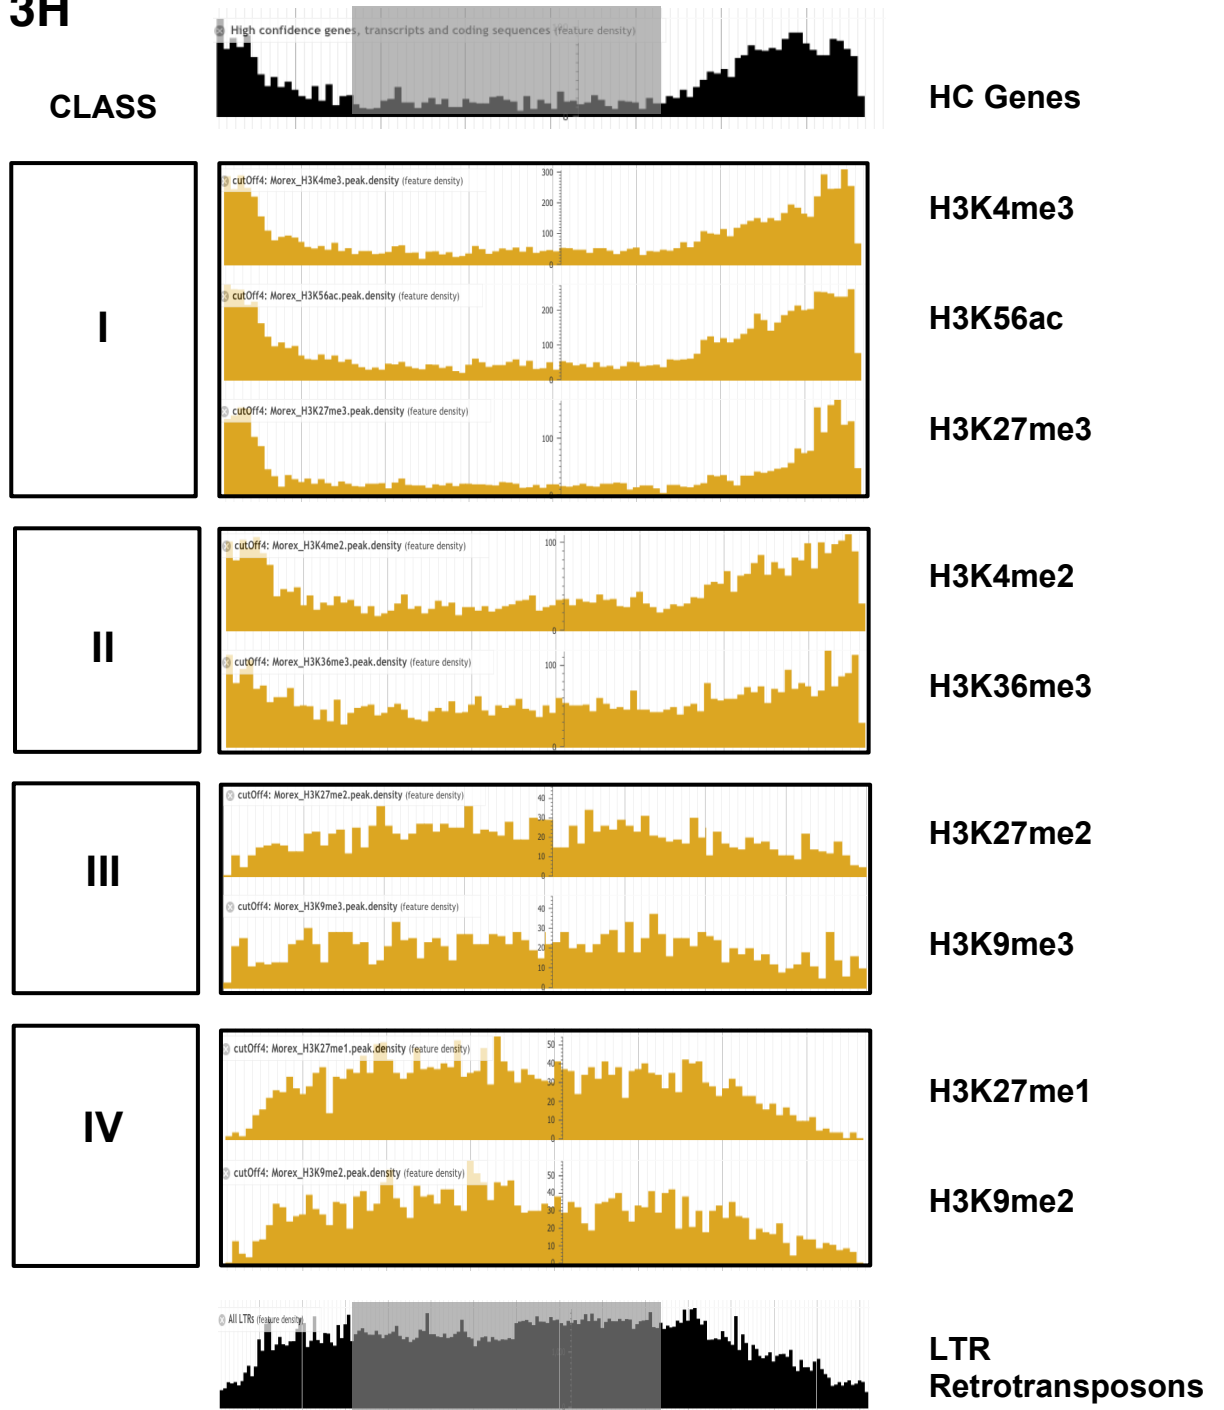 3H
High confidence genes, transcripts and coding sequences (feature density)
0
CLASS
HC Genes
I
cutOff4: Morex_H3K4me3.peak.density (feature density)
300
200
100
0
H3K4me3
cutOff4: Morex_H3K56ac.peak.density (feature density)
200
100
0
H3K56ac
cutOff4: Morex_H3K27me3.peak.density (feature density)
100
0
H3K27me3
II
cutOff4: Morex_H3K4me2.peak.density (feature density)
100
0
H3K4me2
cutOff4: Morex_H3K36me3.peak.density (feature density)
100
0
H3K36me3
III
cutOff4: Morex_H3K27me2.peak.density (feature density)
40
30
20
10
0
H3K27me2
cutOff4: Morex_H3K9me3.peak.density (feature density)
40
30
20
10
0
H3K9me3
IV
cutOff4: Morex_H3K27me1.peak.density (feature density)
50
40
30
20
10
0
H3K27me1
cutOff4: Morex_H3K9me2.peak.density (feature density)
50
40
30
20
10
0
H3K9me2
All LTRs (feature density)
LTR
Retrotransposons